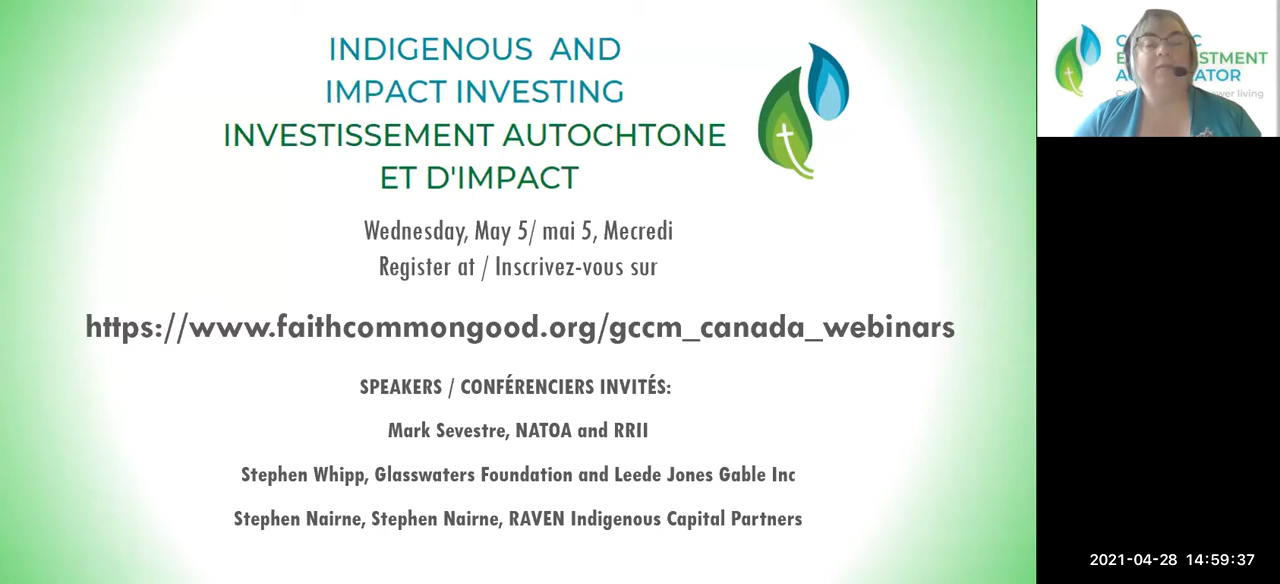 INDIGENOUS AND
IMPACT INVESTING
INVESTISSEMENT AUTOCHTONE
ET D'IMPACT
Wednesday, May 5/ mai 5, Mecredi
Register at / Inscrivez-vous sur
https://www.faithcommongood.org/gccm_canada_webinars
SPEAKERS / CONFÉRENCIERS INVITÉS:
Mark Sevestre, NATOA and RRII
Stephen Whipp, Glasswaters Foundation and Leede Jones Gable Inc
Stephen Nairne, Stephen Nairne, RAVEN Indigenous Capital Partners
living
2021-04-28 14:59:37